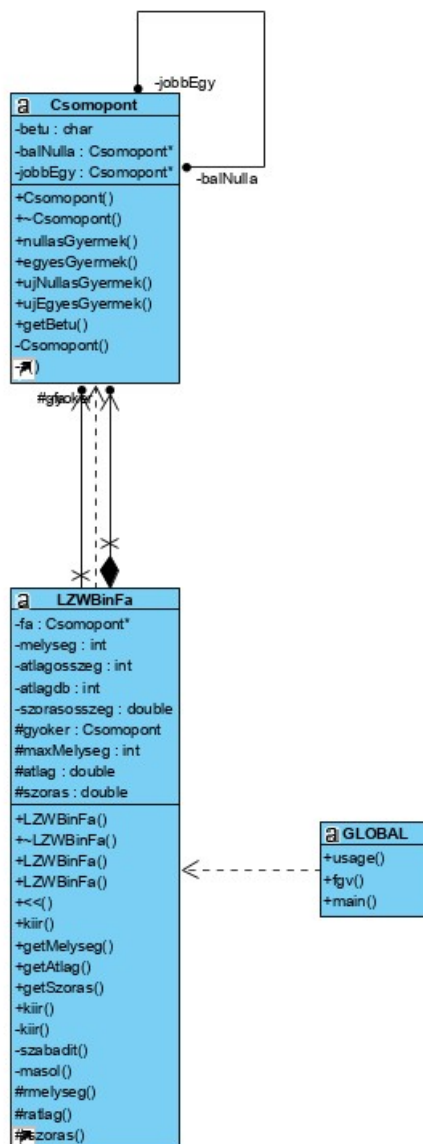 -jobbEgy
a Csomopont
-betu : char
-balNulla : Csomopont*
-jobbEgy : Csomopont*
-balNulla
+Csomopont()
+~Csomopont()
+nullasGyermek()
+egyesGyermek()
+ujNullasGyermek()
+ujEgyesGyermek()
+getBetu()
-Csomopont()
-)
#gyoker
a LZWBinFa
-fa : Csomopont*
-melyseg : int
-atlagosszeg : int
-atlagdb : int
-szorasosszeg : double
#gyoker : Csomopont
#maxMelyseg : int
#atlag : double
#szoras : double
+LZWBinFa()
+~LZWBinFa()
+LZWBinFa()
+LZWBinFa()
+<<()
+kiir()
+getMelyseg()
+getAtlag()
+getSzoras()
+kiir()
-kiir()
-szabadit()
-masol()
#rmelyseg()
#ratlag()
szoras()
a GLOBAL
+usage()
+fgv()
+main()